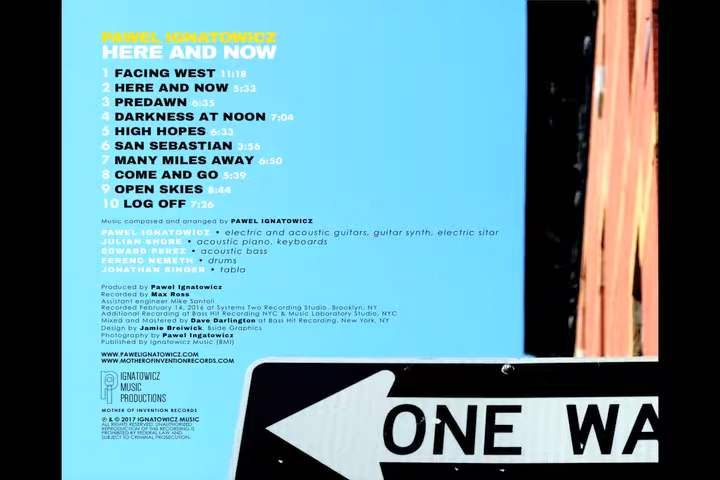 PAWEL IGNATOWICZ
HERE AND NOW
1 FACING WEST 11:18
2 HERE AND NOW 5:33
3 PREDAWN 6:35
4 DARKNESS AT NOON 7:04
5 HIGH HOPES 6:33
6 SAN SEBASTIAN 3:56
7 MANY MILES AWAY 6:50
8 COME AND GO 5:39
9 OPEN SKIES 8:44
10 LOG OFF 7:26
Music composed and arranged by PAWEL IGNATOWICZ
PAWEL IGNATOWICZ • electric and acoustic guitars, guitar synth, electric sitar
JULIAN SHORE • acoustic piano, keyboards
EDWARD PEREZ • acoustic bass
FERENC NEMETH • drums
JONATHAN SINGER • tabla
Produced by Pawel Ignatowicz
Recorded by Max Ross
Assistant engineer Mike Santoli
Recorded February 14, 2016 at Systems Two Recording Studio, Brooklyn, NY
Additional Recording at Bass Hit Recording NYC & Music Laboratory Studio, NYC
Mixed and Mastered by Dave Darlington at Bass Hit Recording, New York, NY
Design by Jamie Breiwick, Bside Graphics
Photography by Pawel Ingatowicz
Published by Ignatowicz Music (BMI)
WWW.PAWELIGNATOWICZ.COM
WWW.MOTHEROFINVENTIONRECORDS.COM
IGNATOWICZ
MUSIC
PRODUCTIONS
MOTHER OF INVENTION RECORDS
℗ & © 2017 IGNATOWICZ MUSIC
ALL RIGHTS RESERVED. UNAUTHORIZED
REPRODUCTION OF THIS RECORDING IS
PROHIBITED BY FEDERAL LAW AND
SUBJECT TO CRIMINAL PROSECUTION.
ONE WA